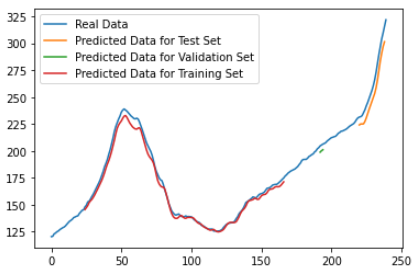 325
300
275
250
225
200
175
150
125
0 50 100 150 200 250
Real Data
Predicted Data for Test Set
Predicted Data for Validation Set
Predicted Data for Training Set